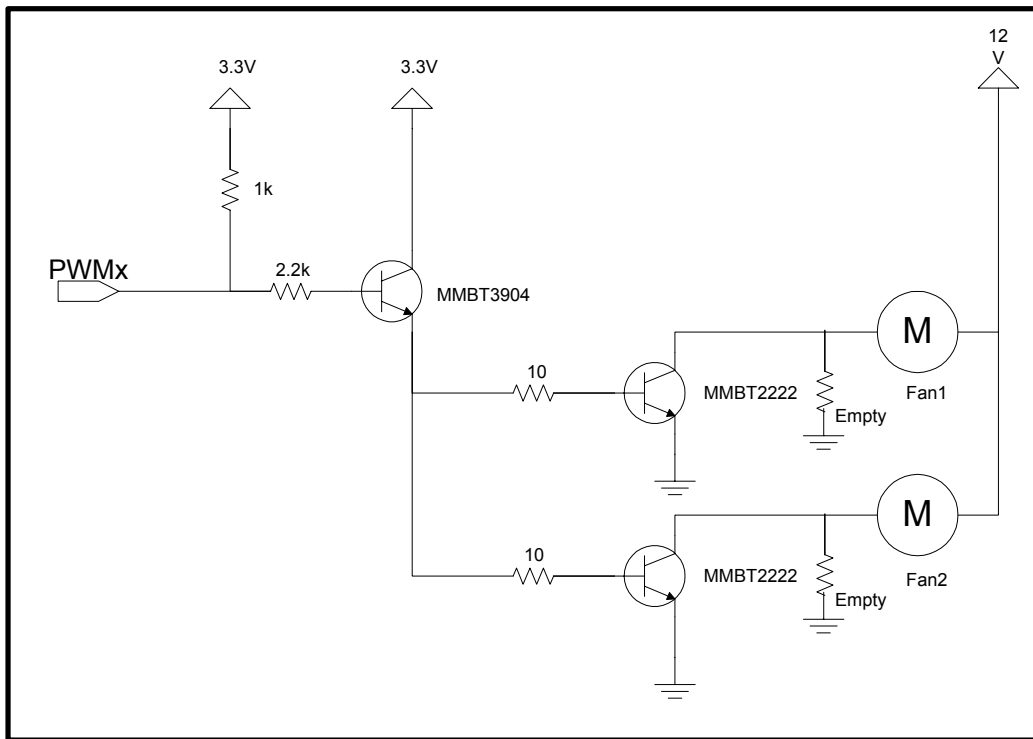 3.3V
3.3V
12
V
1k
PWMx
2.2k
MMBT3904
M
10
MMBT2222
Fan1
Empty
M
10
MMBT2222
Fan2
Empty